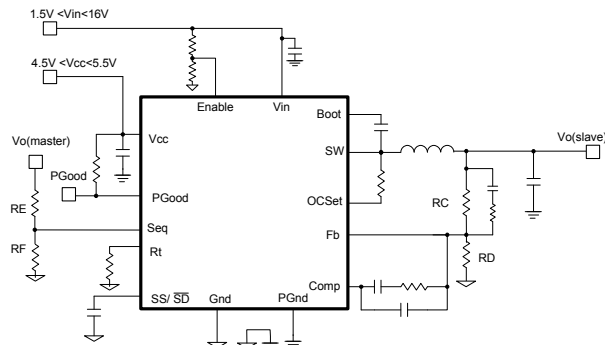 1.5V <Vin<16V
4.5V <Vcc<5.5V
Enable
Vin
Boot
Vcc
Vo(master)
SW
Vo(slave)
PGood
PGood
OCSet
RE
RC
Seq
Fb
RF
Rt
RD
Comp
SS/ SD
Gnd
PGnd